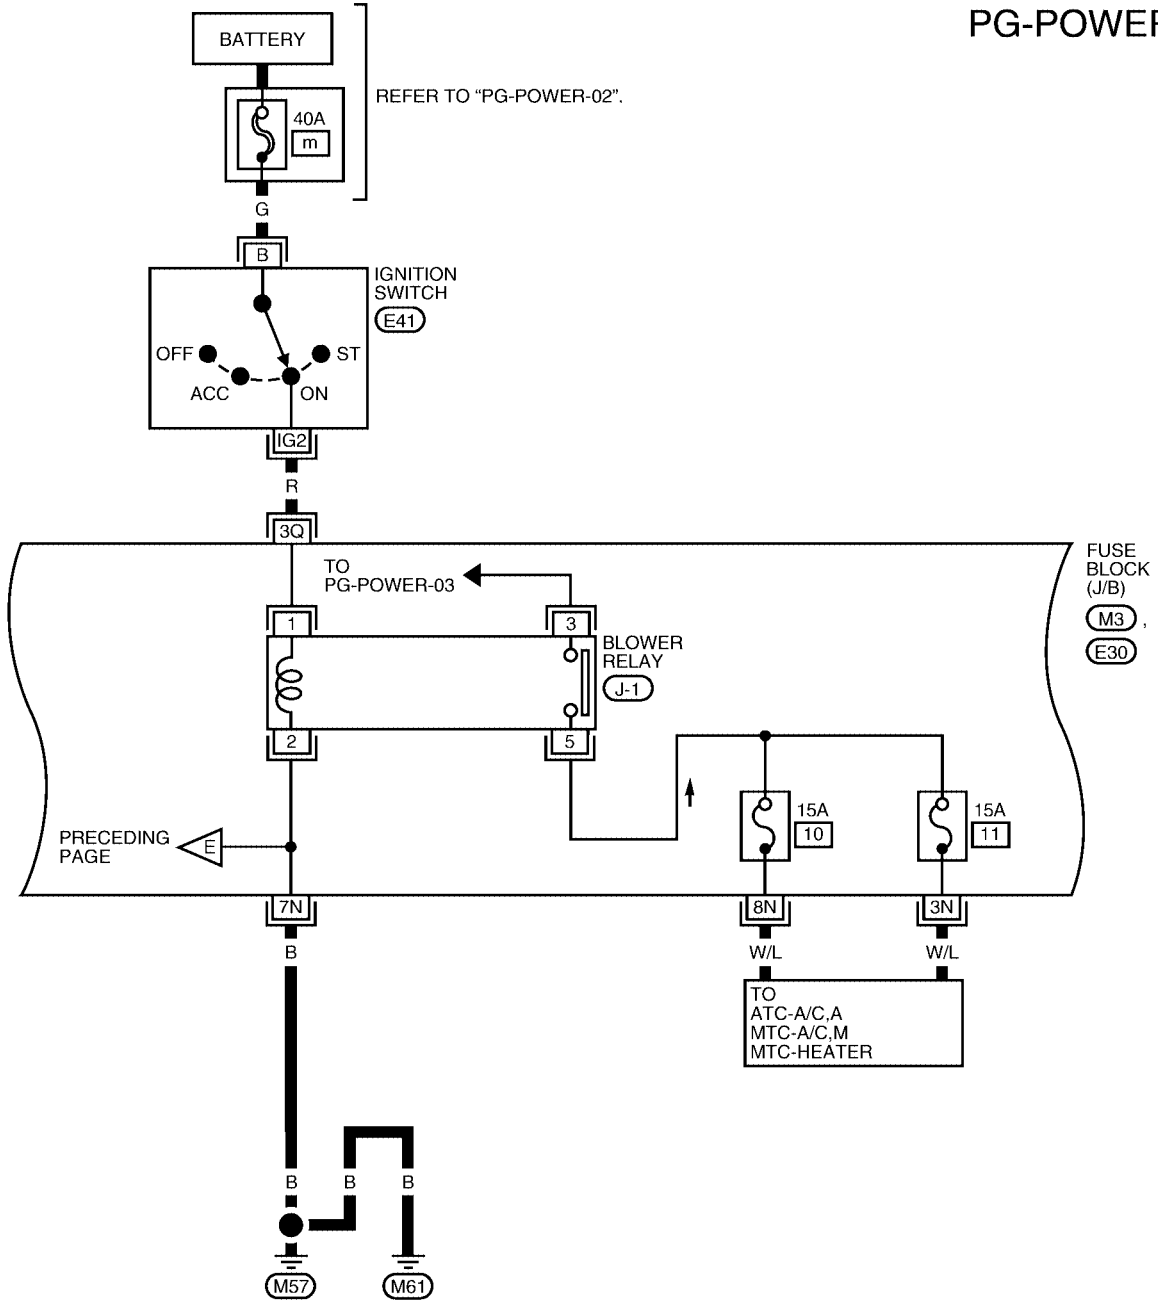 PG-POWER
BATTERY
REFER TO “PG-POWER-02”.
40A
m
G
B
IGNITION
SWITCH
E41
OFF
ST
ACC
ON
IG2
R
3Q
TO
PG-POWER-03
FUSE
BLOCK
(J/B)
M3 ,
E30
1
3
BLOWER
RELAY
J-1
2
5
15A
10
15A
11
PRECEDING
PAGE
E
7N
8N
3N
B
W/L
W/L
TO
ATC-A/C,A
MTC-A/C,M
MTC-HEATER
B
B
B
M57
M61